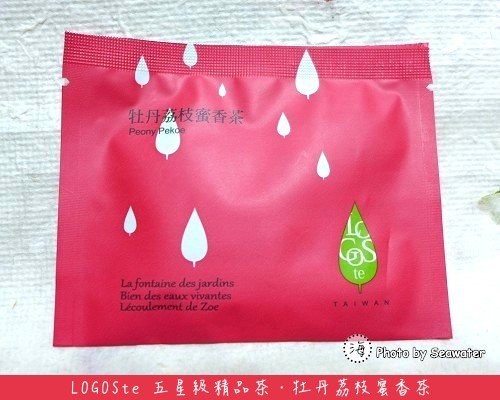 牡丹荔枝蜜香茶
Peony Pekoe
La fontaine des jardins
Bien des eaux vivantes
Lécoulement de Zoe
LO
GOS
te
TAIWAN
海 Photo by Seawater
LOGOSte 五星級精品茶．牡丹荔枝蜜香茶